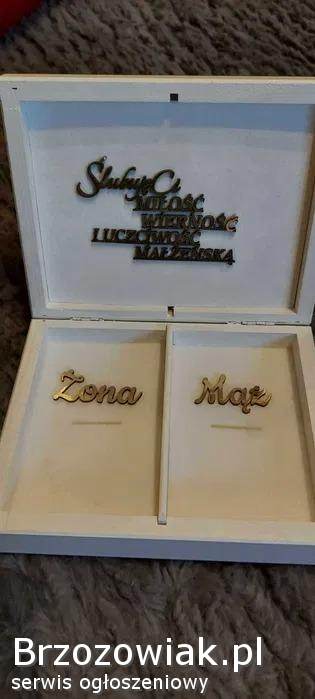 Ślubuję Ci
MIŁOŚĆ
WIERNOŚĆ
I UCZCIWOŚĆ
MAŁŻEŃSKĄ
Żona Mąż
Brzozowiak.pl
serwis ogłoszeniowy